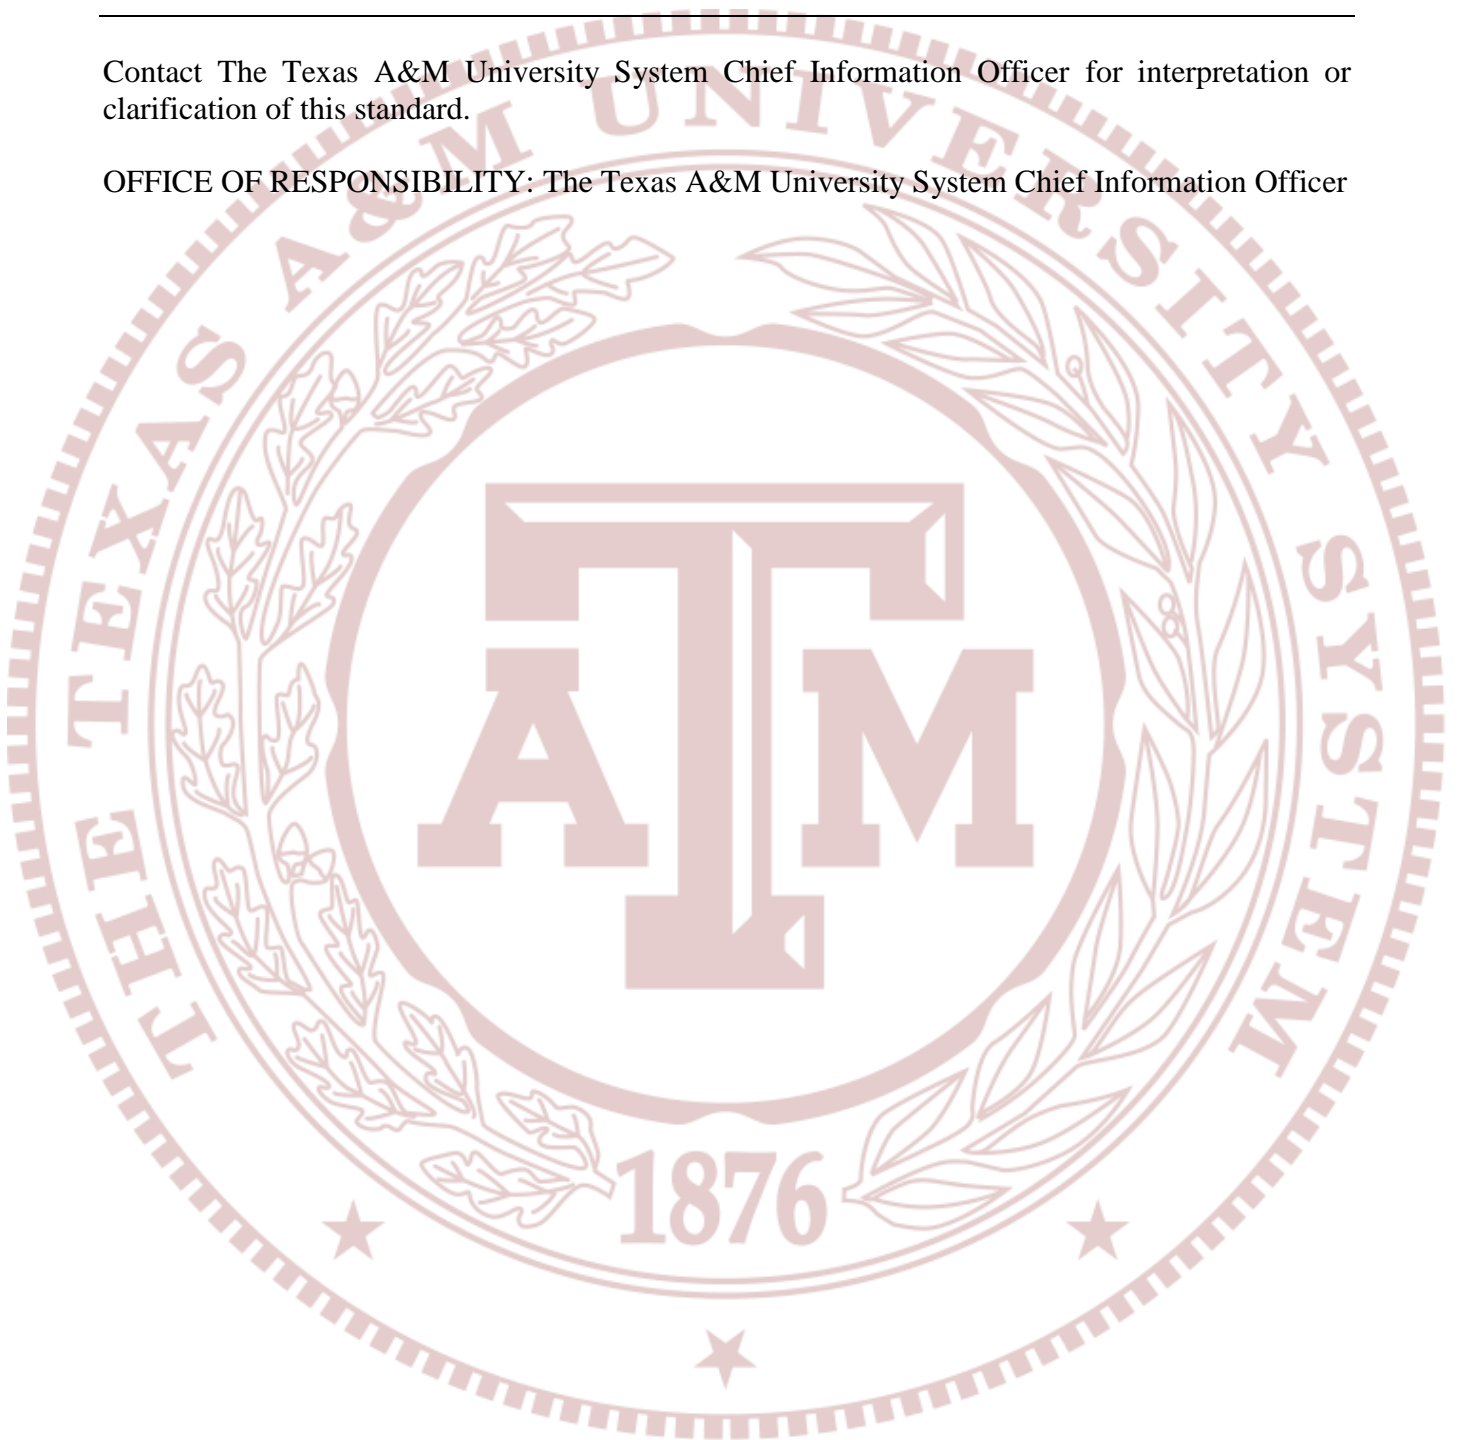 Contact The Texas A&M University System Chief Information Officer for interpretation or
clarification of this standard.
OFFICE OF RESPONSIBILITY: The Texas A&M University System Chief Information Officer
THE TEXAS A&M UNIVERSITY SYSTEM
ATM
1876